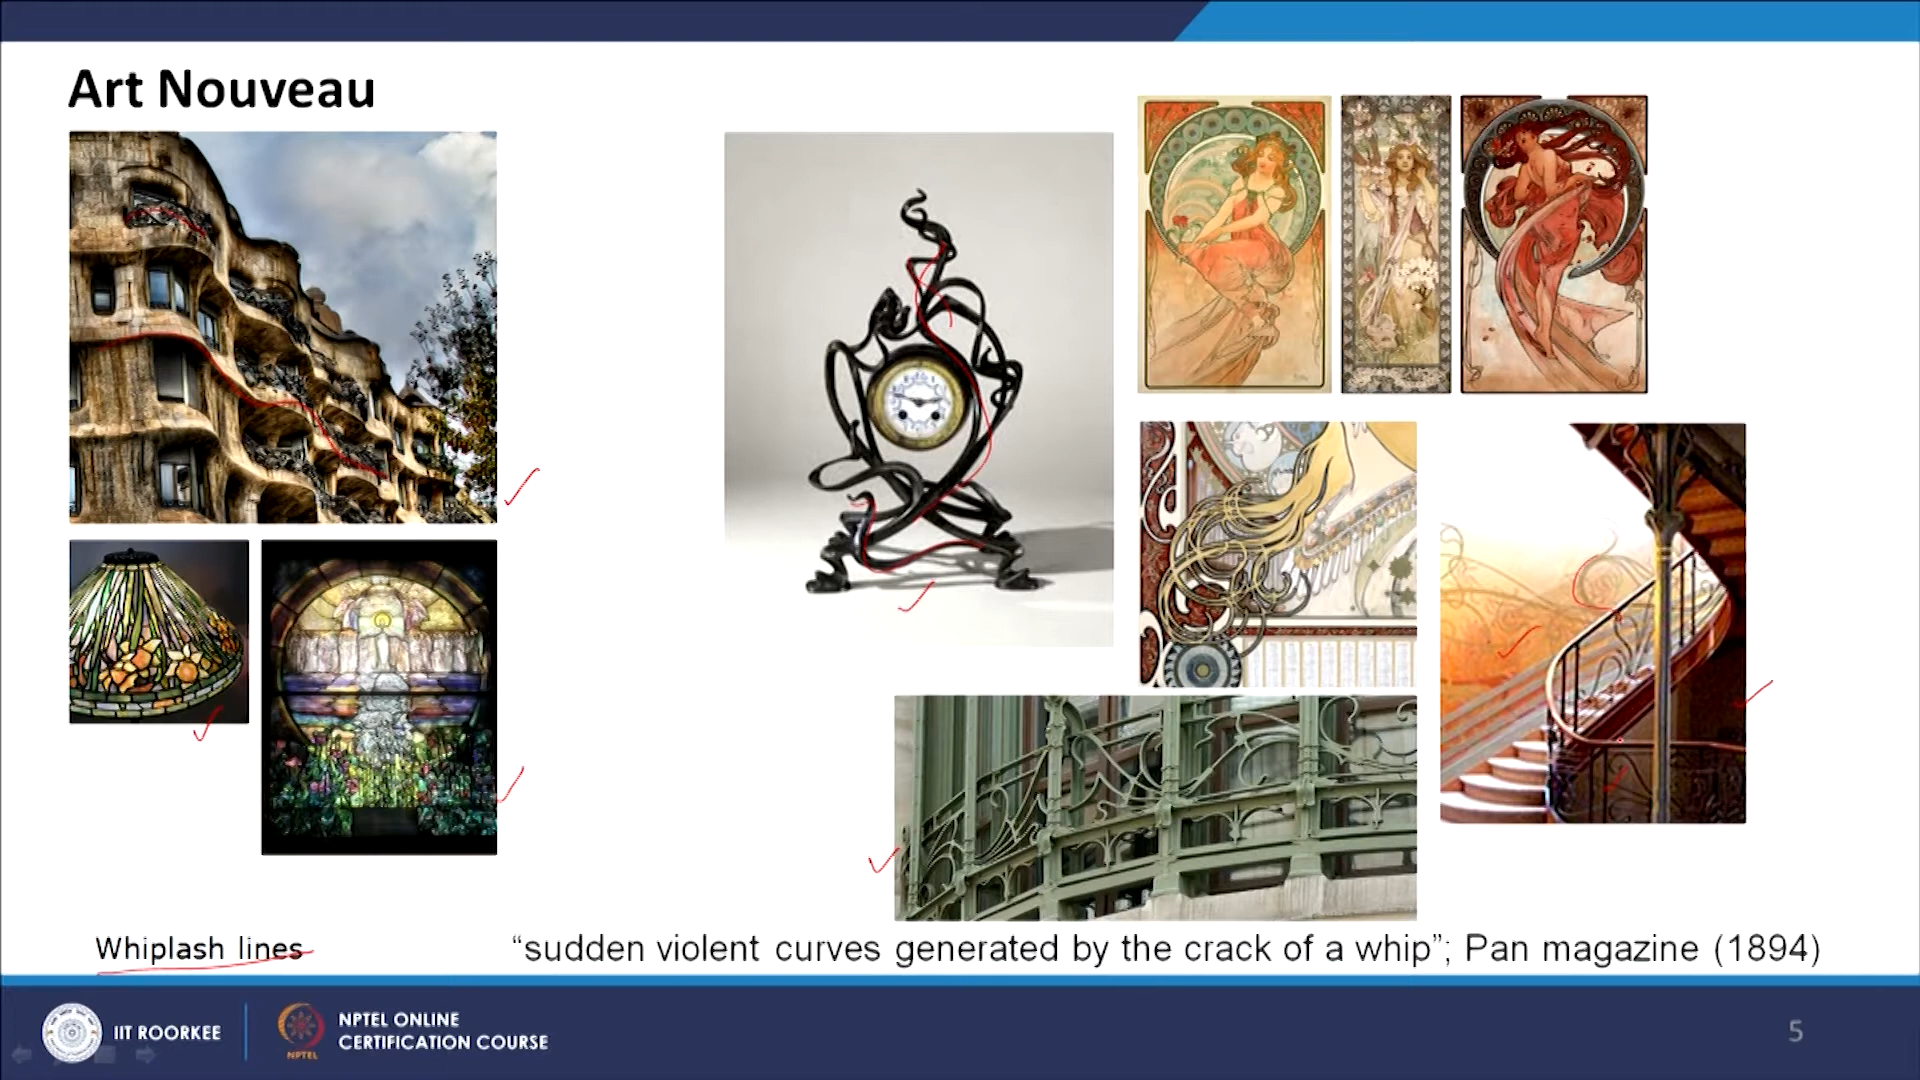 Art Nouveau
Whiplash lines
“sudden violent curves generated by the crack of a whip”; Pan magazine (1894)
IIT ROORKEE
NPTEL
NPTEL ONLINE
CERTIFICATION COURSE
5